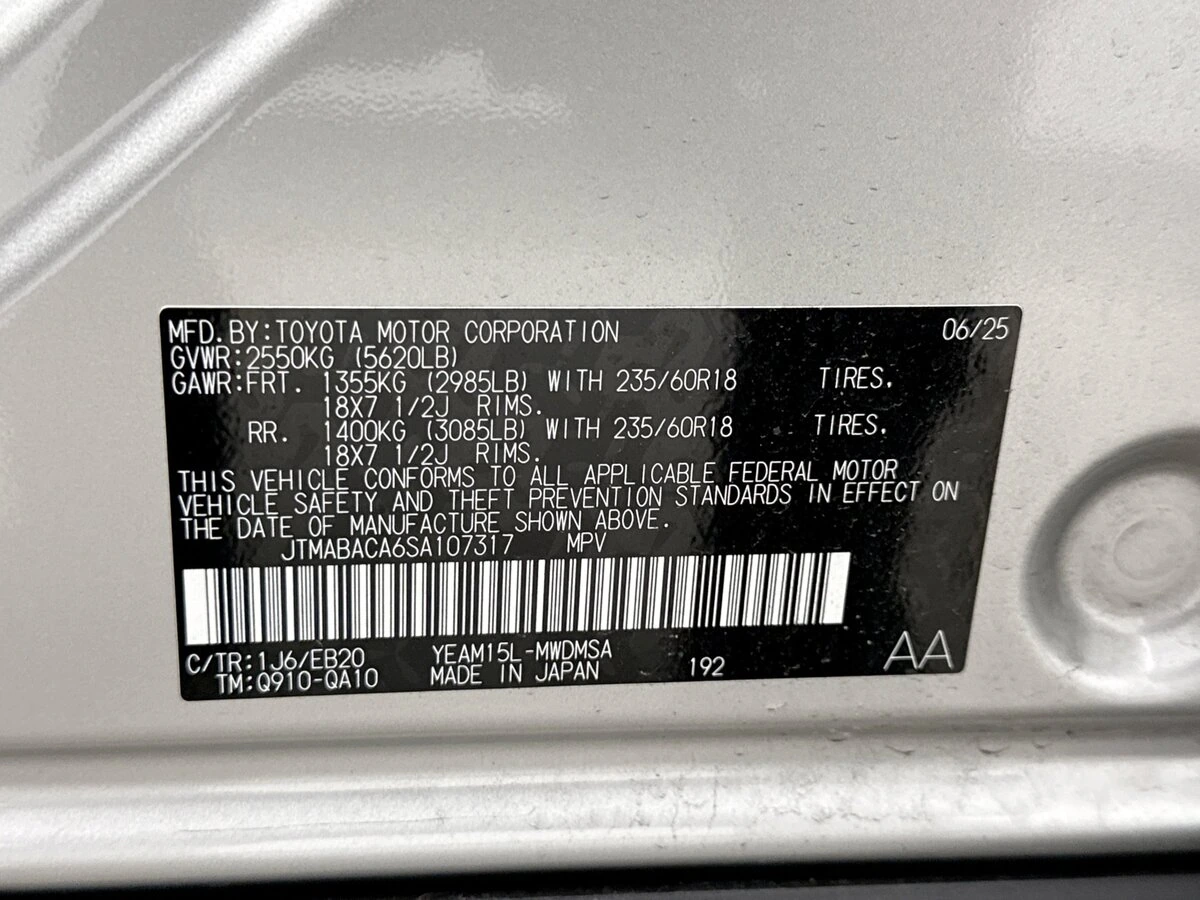 MFD. BY: TOYOTA MOTOR CORPORATION 06/25
GVWR: 2550KG (5620LB)
GAWR: FRT. 1355KG (2985LB) WITH 235/60R18 TIRES.
18X7 1/2J RIMS.
RR. 1400KG (3085LB) WITH 235/60R18 TIRES.
18X7 1/2J RIMS.
THIS VEHICLE CONFORMS TO ALL APPLICABLE FEDERAL MOTOR
VEHICLE SAFETY AND THEFT PREVENTION STANDARDS IN EFFECT ON
THE DATE OF MANUFACTURE SHOWN ABOVE.
JTMABACA6SA107317 MPV
C/TR: 1J6/EB20 YEAM15L-MWDMSA 192 AA
TM: Q910-QA10 MADE IN JAPAN